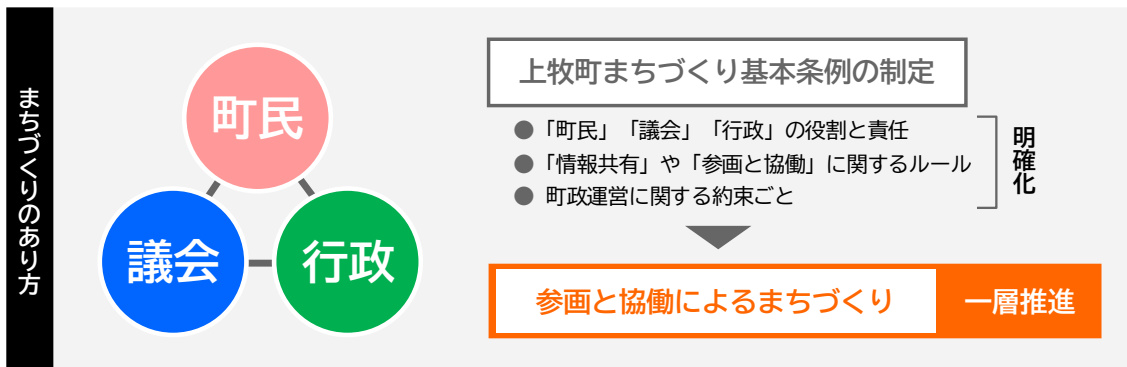 まちづくりのあり方
町民
議会
行政
上牧町まちづくり基本条例の制定
●「町民」「議会」「行政」の役割と責任
●「情報共有」や「参画と協働」に関するルール
● 町政運営に関する約束ごと
明確化
参画と協働によるまちづくり
一層推進